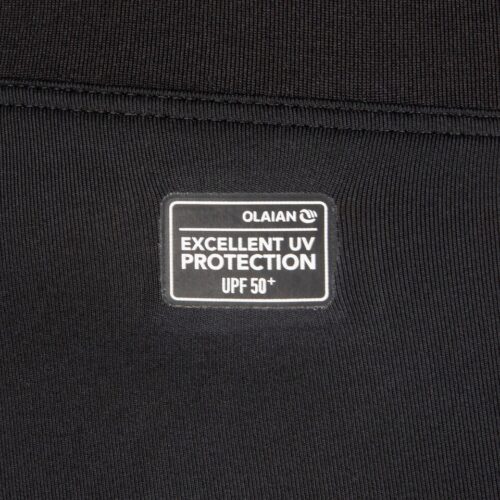 OLAIAN
EXCELLENT UV
PROTECTION
UPF 50+